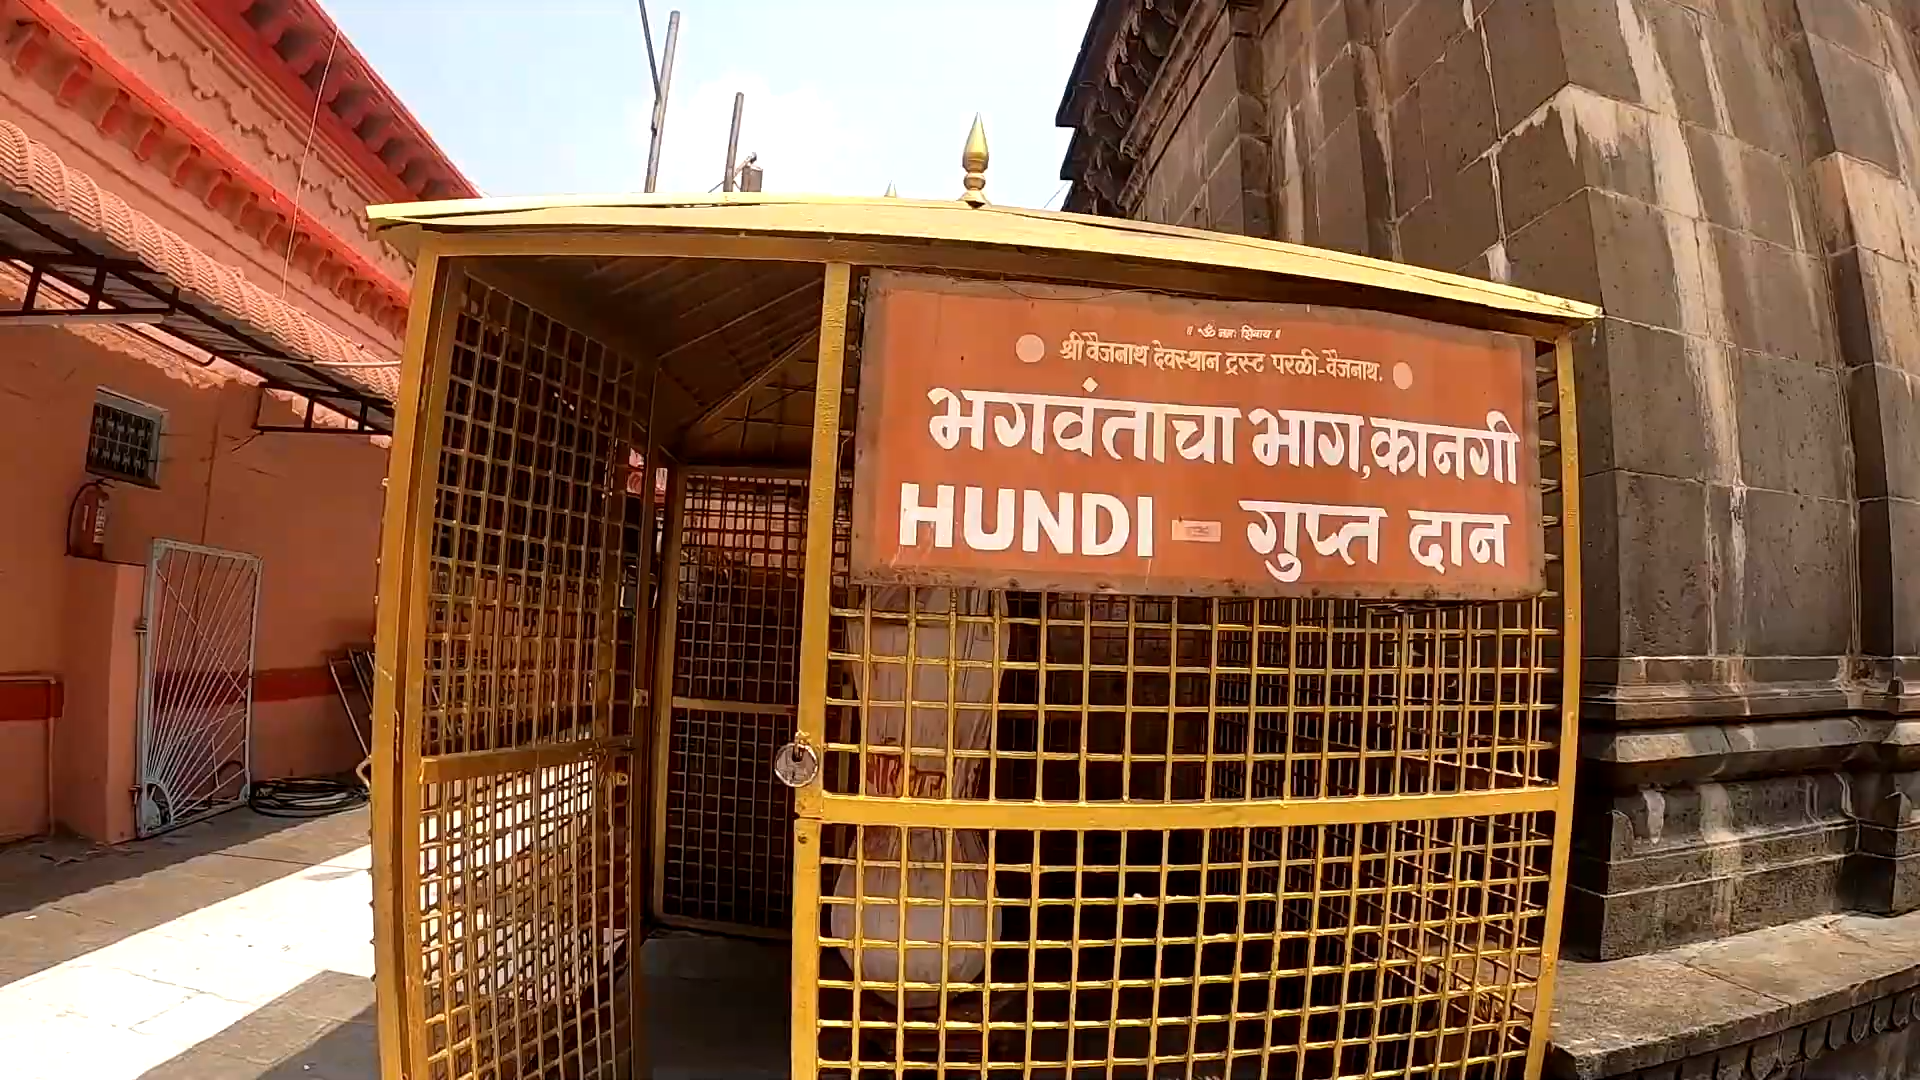 ॥ ॐ नमः शिवाय ॥
श्री वैजनाथ देवस्थान ट्रस्ट परळी-वैजनाथ.
भगवंताचा भाग,कानगी
HUNDI - गुप्त दान